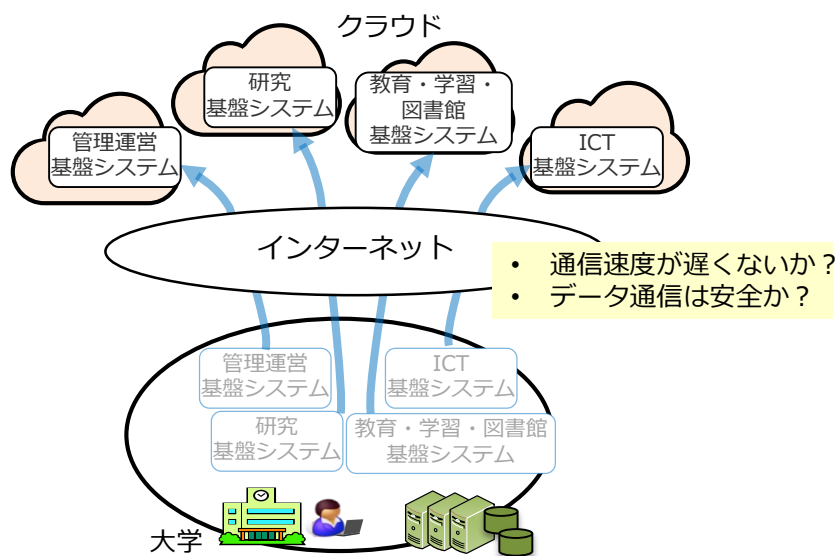 クラウド
研究
基盤システム
教育・学習・
図書館
基盤システム
管理運営
基盤システム
ICT
基盤システム
インターネット
• 通信速度が遅くないか？
• データ通信は安全か？
管理運営
基盤システム
ICT
基盤システム
研究
基盤システム
教育・学習・図書館
基盤システム
大学